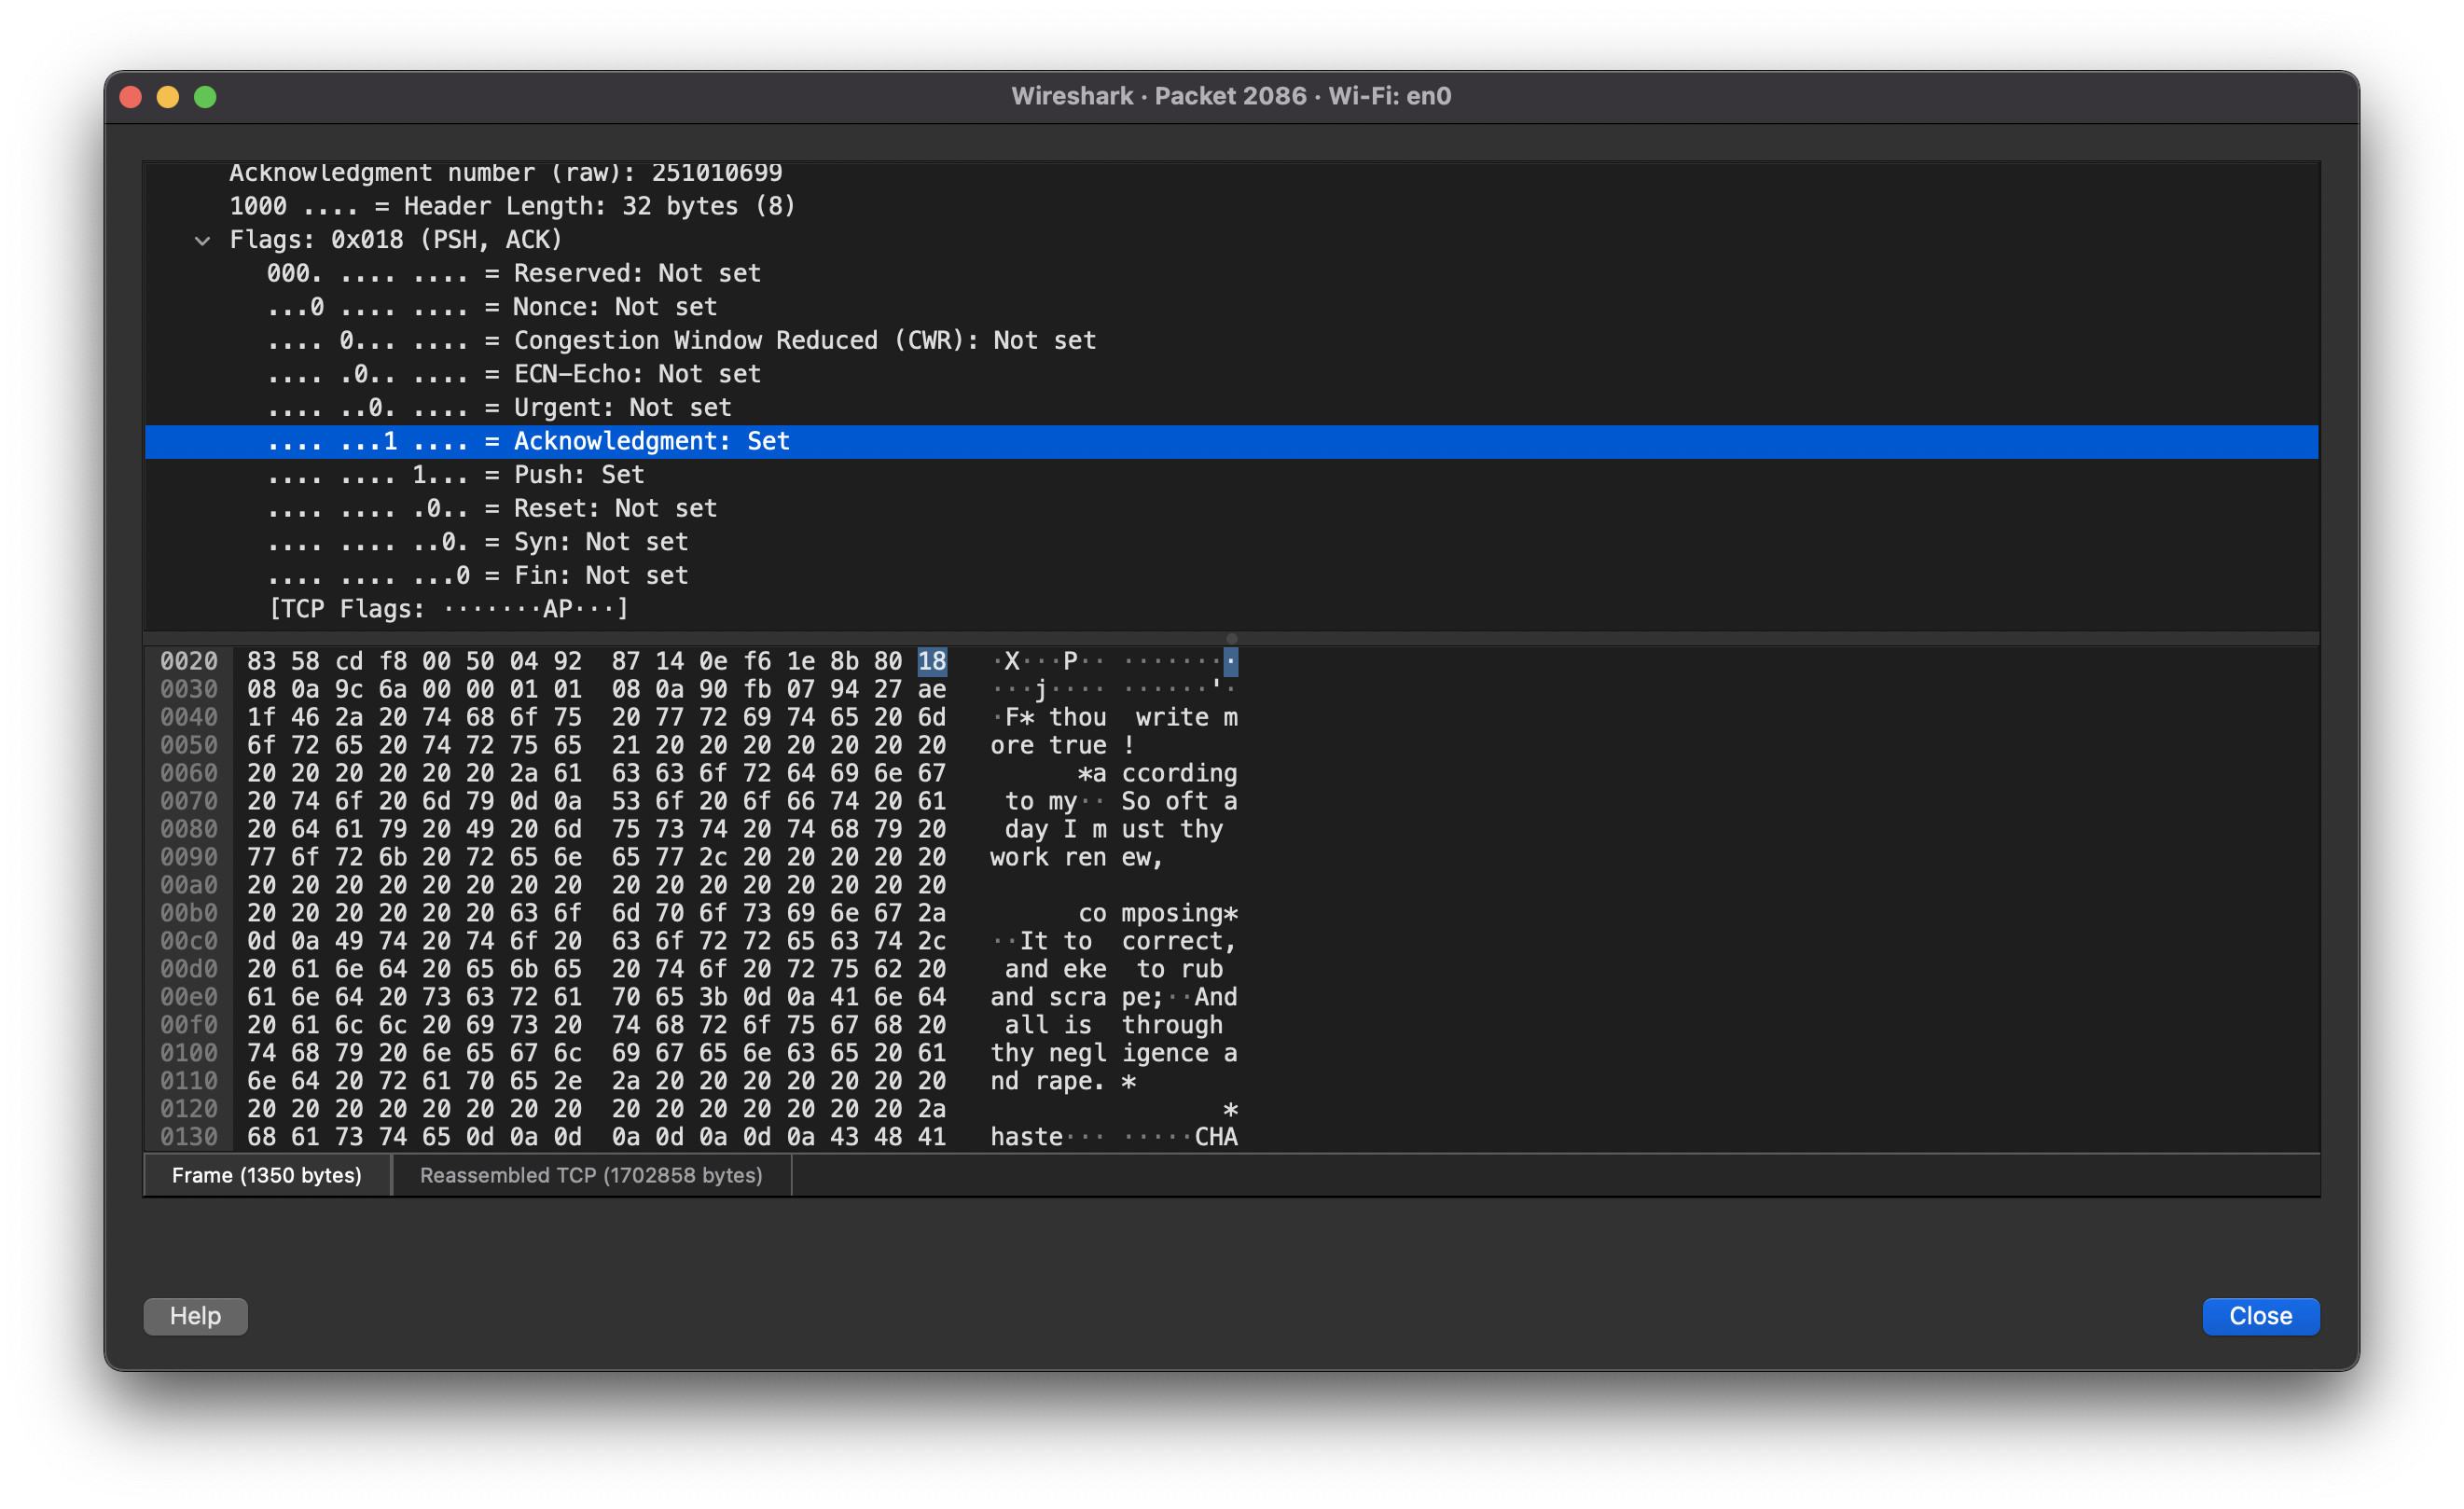 Wireshark · Packet 2086 · Wi-Fi: en0
Acknowledgment number (raw): 251010699
1000 .... = Header Length: 32 bytes (8)
Flags: 0x018 (PSH, ACK)
000. .... .... = Reserved: Not set
...0 .... .... = Nonce: Not set
.... 0... .... = Congestion Window Reduced (CWR): Not set
.... .0.. .... = ECN-Echo: Not set
.... ..0. .... = Urgent: Not set
.... ...1 .... = Acknowledgment: Set
.... .... 1... = Push: Set
.... .... .0.. = Reset: Not set
.... .... ..0. = Syn: Not set
.... .... ...0 = Fin: Not set
[TCP Flags: ·······AP···]
0020 83 58 cd f8 00 50 04 92 87 14 0e f6 1e 8b 80 18 ·X···P·· ········
0030 08 0a 9c 6a 00 00 01 01 08 0a 90 fb 07 94 27 ae ···j···· ······'·
0040 1f 46 2a 20 74 68 6f 75 20 77 72 69 74 65 20 6d ·F* thou  write m
0050 6f 72 65 20 74 72 75 65 21 20 20 20 20 20 20 20 ore true !
0060 20 20 20 20 20 20 2a 61 63 63 6f 72 64 69 6e 67       *a ccording
0070 20 74 6f 20 6d 79 0d 0a 53 6f 20 6f 66 74 20 61  to my·· So oft a
0080 20 64 61 79 20 49 20 6d 75 73 74 20 74 68 79 20  day I m ust thy
0090 77 6f 72 6b 20 72 65 6e 65 77 2c 20 20 20 20 20 work ren ew,
00a0 20 20 20 20 20 20 20 20 20 20 20 20 20 20 20 20
00b0 20 20 20 20 20 20 63 6f 6d 70 6f 73 69 6e 67 2a       co mposing*
00c0 0d 0a 49 74 20 74 6f 20 63 6f 72 72 65 63 74 2c ··It to  correct,
00d0 20 61 6e 64 20 65 6b 65 20 74 6f 20 72 75 62 20  and eke  to rub
00e0 61 6e 64 20 73 63 72 61 70 65 3b 0d 0a 41 6e 64 and scra pe;··And
00f0 20 61 6c 6c 20 69 73 20 74 68 72 6f 75 67 68 20  all is  through
0100 74 68 79 20 6e 65 67 6c 69 67 65 6e 63 65 20 61 thy negl igence a
0110 6e 64 20 72 61 70 65 2e 2a 20 20 20 20 20 20 20 nd rape. *
0120 20 20 20 20 20 20 20 20 20 20 20 20 20 20 20 2a                 *
0130 68 61 73 74 65 0d 0a 0d 0a 0d 0a 0d 0a 43 48 41 haste··· ·····CHA
Frame (1350 bytes) Reassembled TCP (1702858 bytes)
Help Close